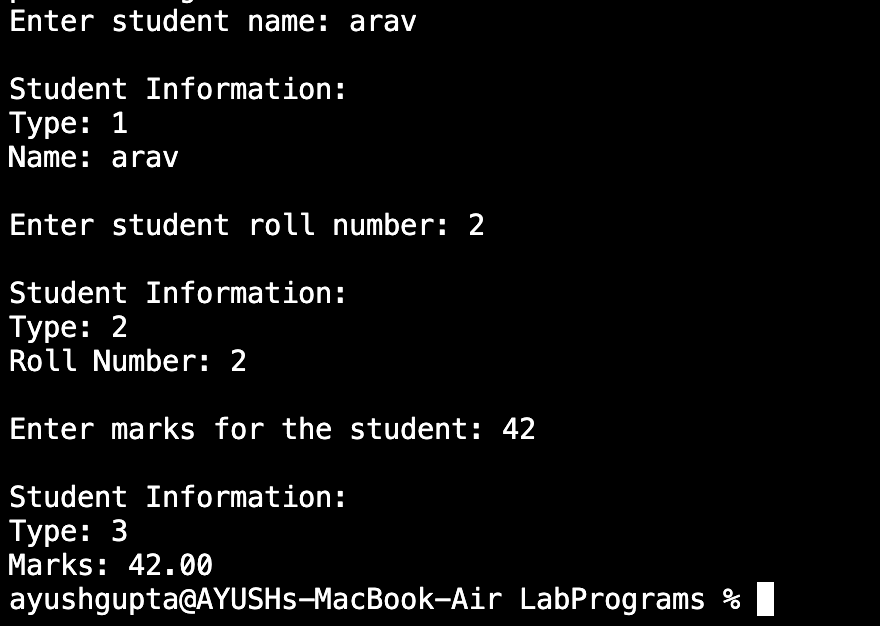 Enter student name: arav
Student Information:
Type: 1
Name: arav
Enter student roll number: 2
Student Information:
Type: 2
Roll Number: 2
Enter marks for the student: 42
Student Information:
Type: 3
Marks: 42.00
ayushgupta@AYUSHs-MacBook-Air LabPrograms %